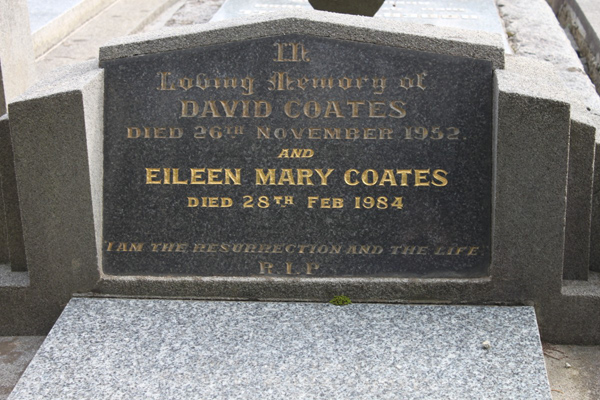 In
Loving Memory of
DAVID COATES
DIED 26TH NOVEMBER 1952.
AND
EILEEN MARY COATES
DIED 28TH FEB 1984
I AM THE RESURRECTION AND THE LIFE
R.I.P.